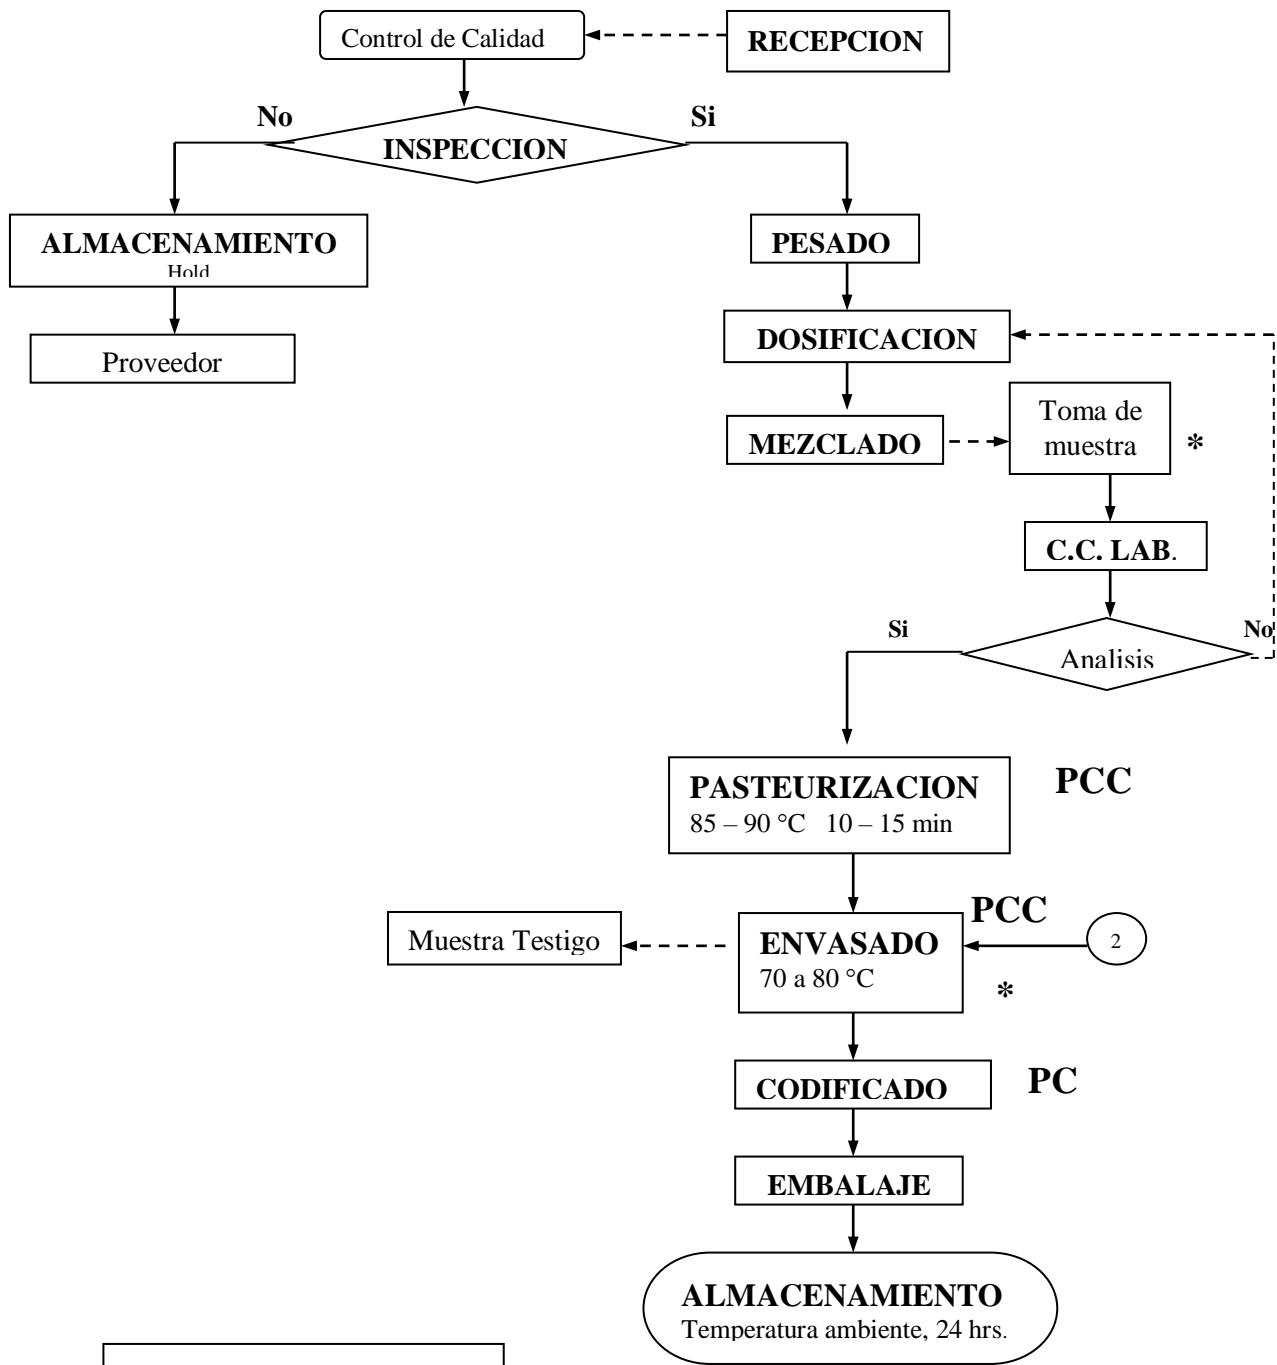 Control de Calidad
RECEPCION
No
Si
INSPECCION
ALMACENAMIENTO
Hold
Proveedor
PESADO
DOSIFICACION
MEZCLADO
Toma de
muestra
*
C.C. LAB.
Si
No
Analisis
PASTEURIZACION
85 – 90 °C 10 – 15 min
PCC
PCC
Muestra Testigo
ENVASADO
70 a 80 °C
2
*
CODIFICADO
PC
EMBALAJE
ALMACENAMIENTO
Temperatura ambiente, 24 hrs.